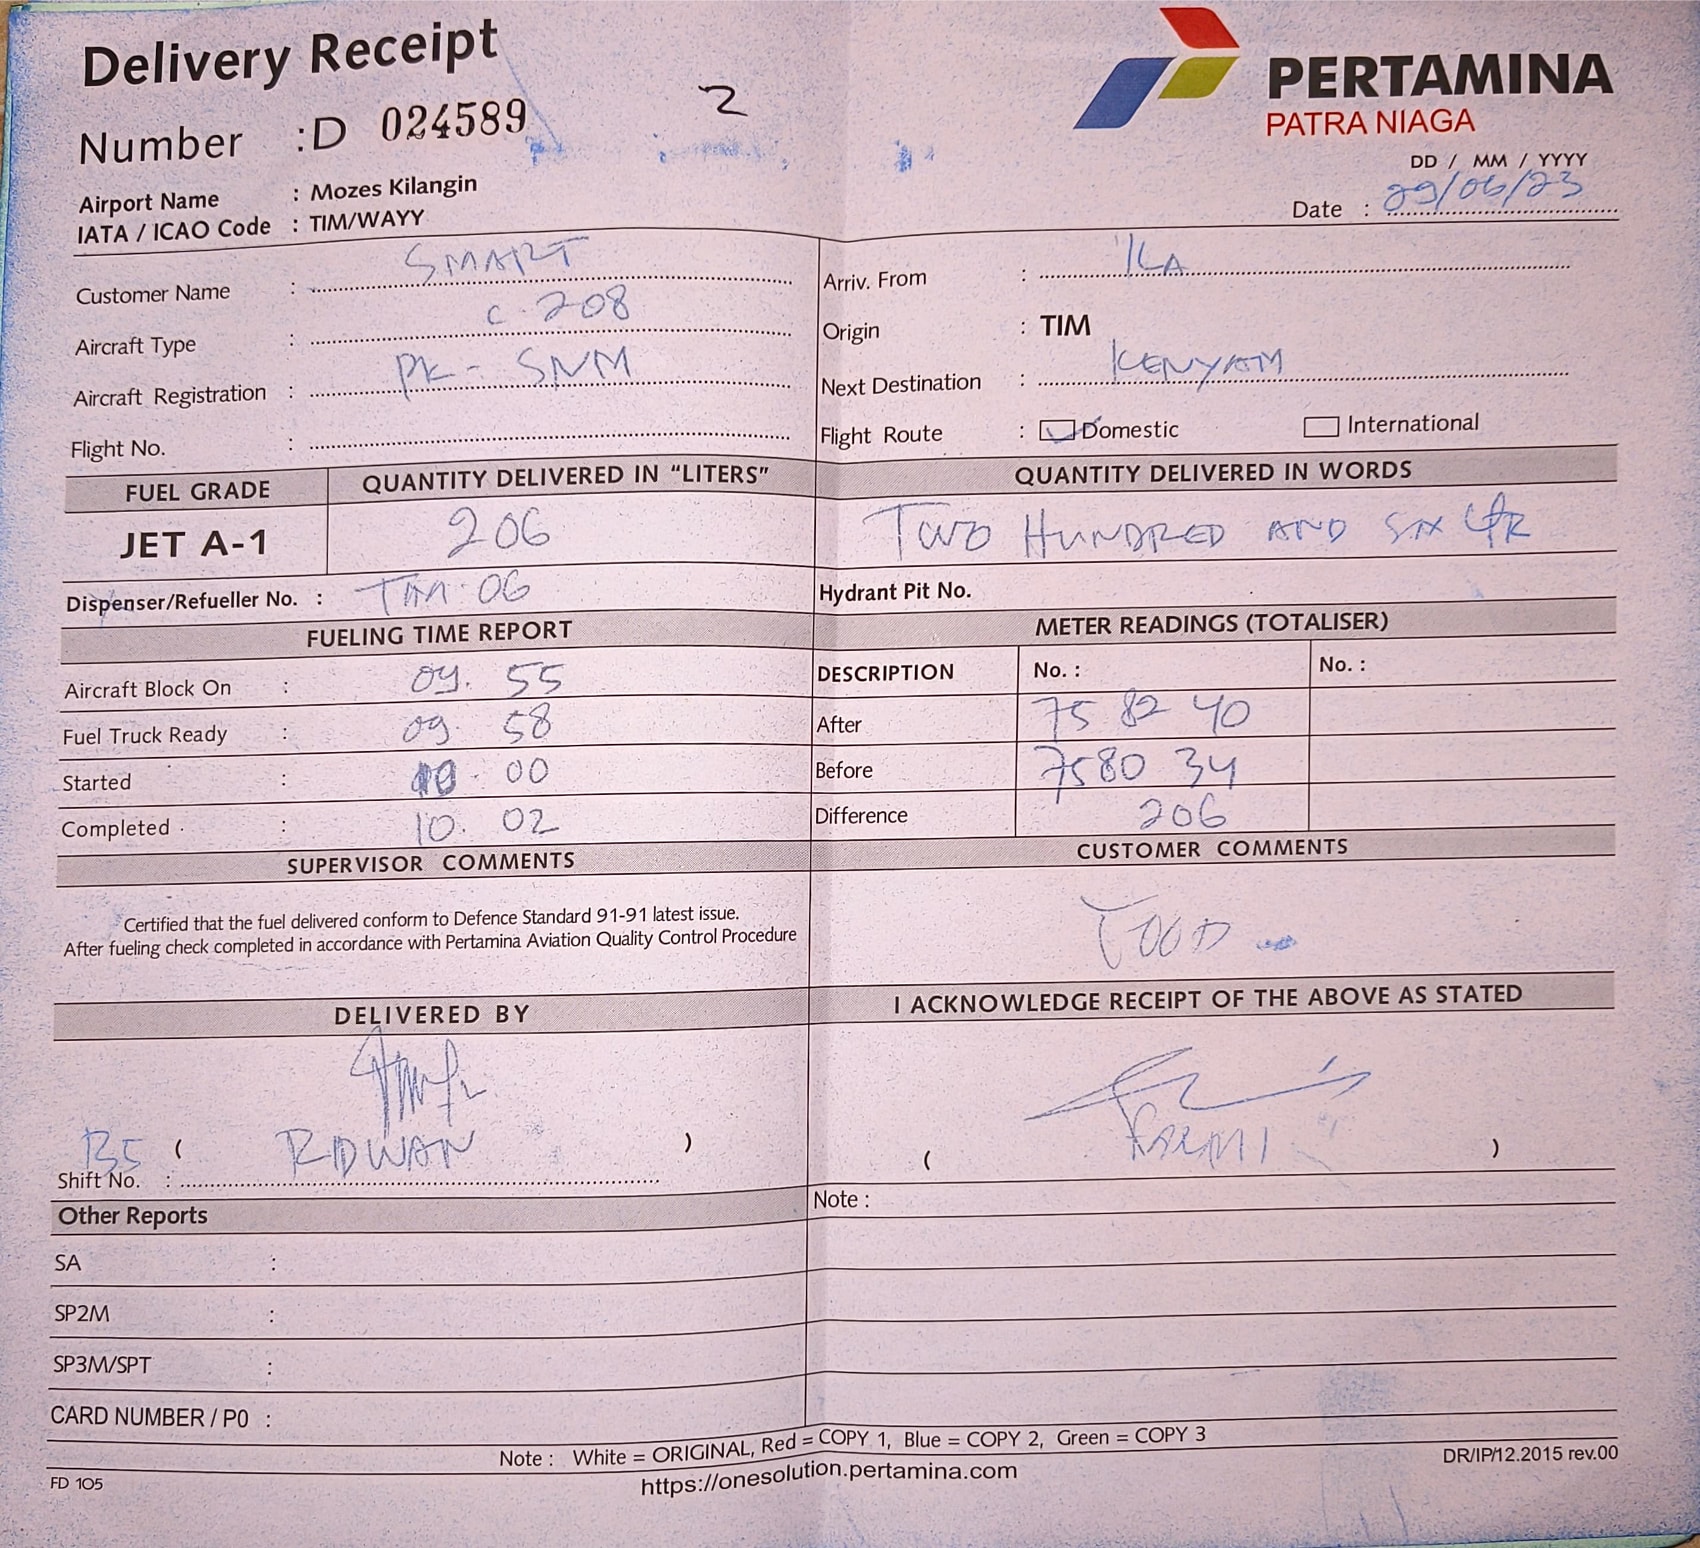 Delivery Receipt
2
PERTAMINA
PATRA NIAGA
Number :D 024589
DD / MM / YYYY
Date : 29/06/23
Airport Name : Mozes Kilangin
IATA / ICAO Code : TIM/WAYY
Customer Name : SMART
Aircraft Type : C 208
Aircraft Registration : PK - SNM
Flight No. :
Arriv. From :
Origin : TIM
Next Destination : KENYAM
Flight Route : Domestic International
FUEL GRADE QUANTITY DELIVERED IN "LITERS" QUANTITY DELIVERED IN WORDS
JET A-1 206 TWO HUNDRED AND SIX LTR
Dispenser/Refueller No. : TIM.06 Hydrant Pit No.
FUELING TIME REPORT
Aircraft Block On : 09. 55
Fuel Truck Ready : 09. 58
Started : 10. 00
Completed : 10. 02
METER READINGS (TOTALISER)
DESCRIPTION No. : No. :
After 75 82 40
Before 7580 34
Difference 206
SUPERVISOR COMMENTS
Certified that the fuel delivered conform to Defence Standard 91-91 latest issue.
After fueling check completed in accordance with Pertamina Aviation Quality Control Procedure
CUSTOMER COMMENTS
DELIVERED BY
( RIDWAN )
Shift No. :
I ACKNOWLEDGE RECEIPT OF THE ABOVE AS STATED
( )
Other Reports
SA :
SP2M :
SP3M/SPT :
CARD NUMBER / P0 :
Note :
Note : White = ORIGINAL, Red = COPY 1, Blue = COPY 2, Green = COPY 3
https://onesolution.pertamina.com
FD 105
DR/IP/12.2015 rev.00